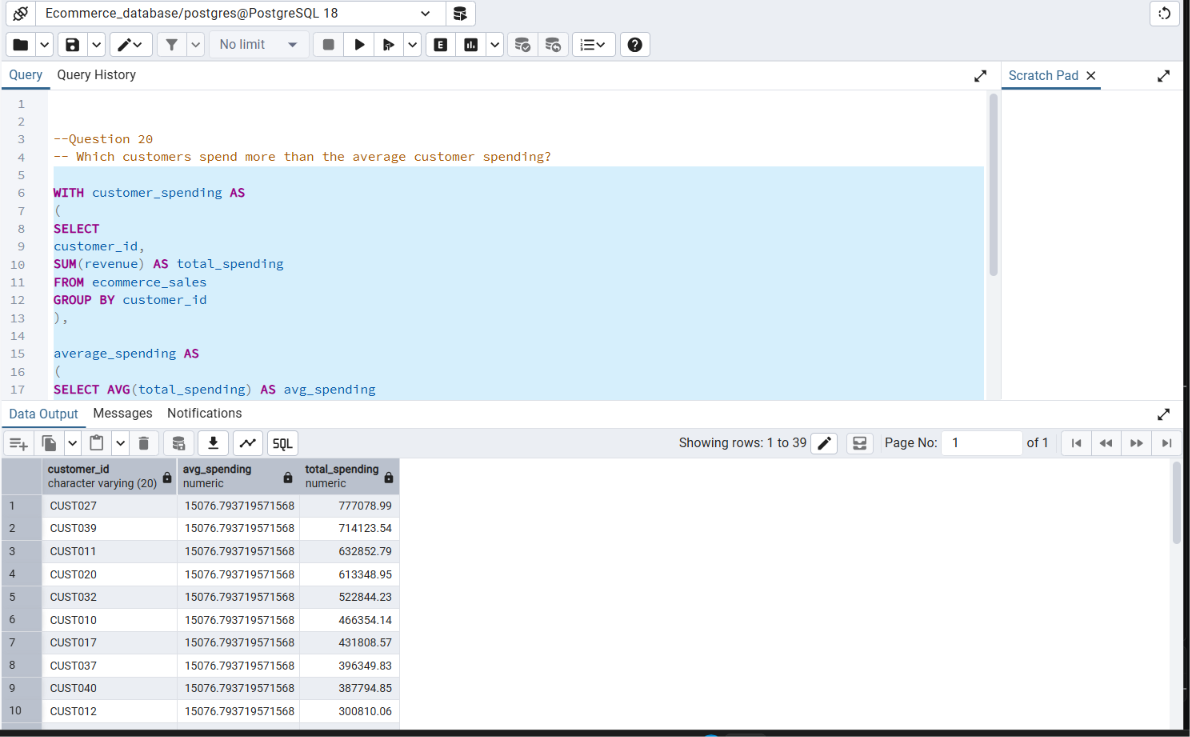 Ecommerce_database/postgres@PostgreSQL 18
No limit
E
Query
Query History
Scratch Pad
1
2
3 --Question 20
4 -- Which customers spend more than the average customer spending?
5
6 WITH customer_spending AS
7 (
8 SELECT
9 customer_id,
10 SUM(revenue) AS total_spending
11 FROM ecommerce_sales
12 GROUP BY customer_id
13 ),
14
15 average_spending AS
16 (
17 SELECT AVG(total_spending) AS avg_spending
Data Output Messages Notifications
SQL Showing rows: 1 to 39 Page No: 1 of 1
customer_id avg_spending total_spending
character varying (20) numeric numeric
1 CUST027 15076.793719571568 777078.99
2 CUST039 15076.793719571568 714123.54
3 CUST011 15076.793719571568 632852.79
4 CUST020 15076.793719571568 613348.95
5 CUST032 15076.793719571568 522844.23
6 CUST010 15076.793719571568 466354.14
7 CUST017 15076.793719571568 431808.57
8 CUST037 15076.793719571568 396349.83
9 CUST040 15076.793719571568 387794.85
10 CUST012 15076.793719571568 300810.06